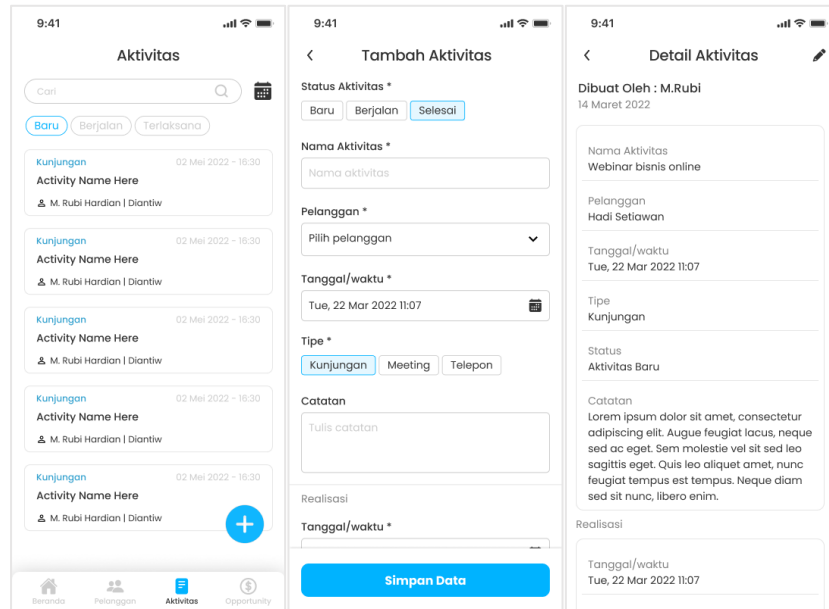 9:41
Aktivitas
Cari
Baru
Berjalan
Terlaksana
Kunjungan
02 Mei 2022 - 16:30
Activity Name Here
M. Rubi Hardian | Diantiw
Kunjungan
02 Mei 2022 - 16:30
Activity Name Here
M. Rubi Hardian | Diantiw
Kunjungan
02 Mei 2022 - 16:30
Activity Name Here
M. Rubi Hardian | Diantiw
Kunjungan
02 Mei 2022 - 16:30
Activity Name Here
M. Rubi Hardian | Diantiw
Kunjungan
02 Mei 2022 - 16:30
Activity Name Here
M. Rubi Hardian | Diantiw
Beranda
Pelanggan
Aktivitas
Opportunity
9:41
Tambah Aktivitas
Status Aktivitas *
Baru
Berjalan
Selesai
Nama Aktivitas *
Nama aktivitas
Pelanggan *
Pilih pelanggan
Tanggal/waktu *
Tue, 22 Mar 2022 11:07
Tipe *
Kunjungan
Meeting
Telepon
Catatan
Tulis catatan
Realisasi
Tanggal/waktu *
Simpan Data
9:41
Detail Aktivitas
Dibuat Oleh : M.Rubi
14 Maret 2022
Nama Aktivitas
Webinar bisnis online
Pelanggan
Hadi Setiawan
Tanggal/waktu
Tue, 22 Mar 2022 11:07
Tipe
Kunjungan
Status
Aktivitas Baru
Catatan
Lorem ipsum dolor sit amet, consectetur
adipiscing elit. Augue feugiat lacus, neque
sed ac eget. Sem molestie vel sit sed leo
sagittis eget. Quis leo aliquet amet, nunc
feugiat tempus est tempus. Neque diam
sed sit nunc, libero enim.
Realisasi
Tanggal/waktu
Tue, 22 Mar 2022 11:07